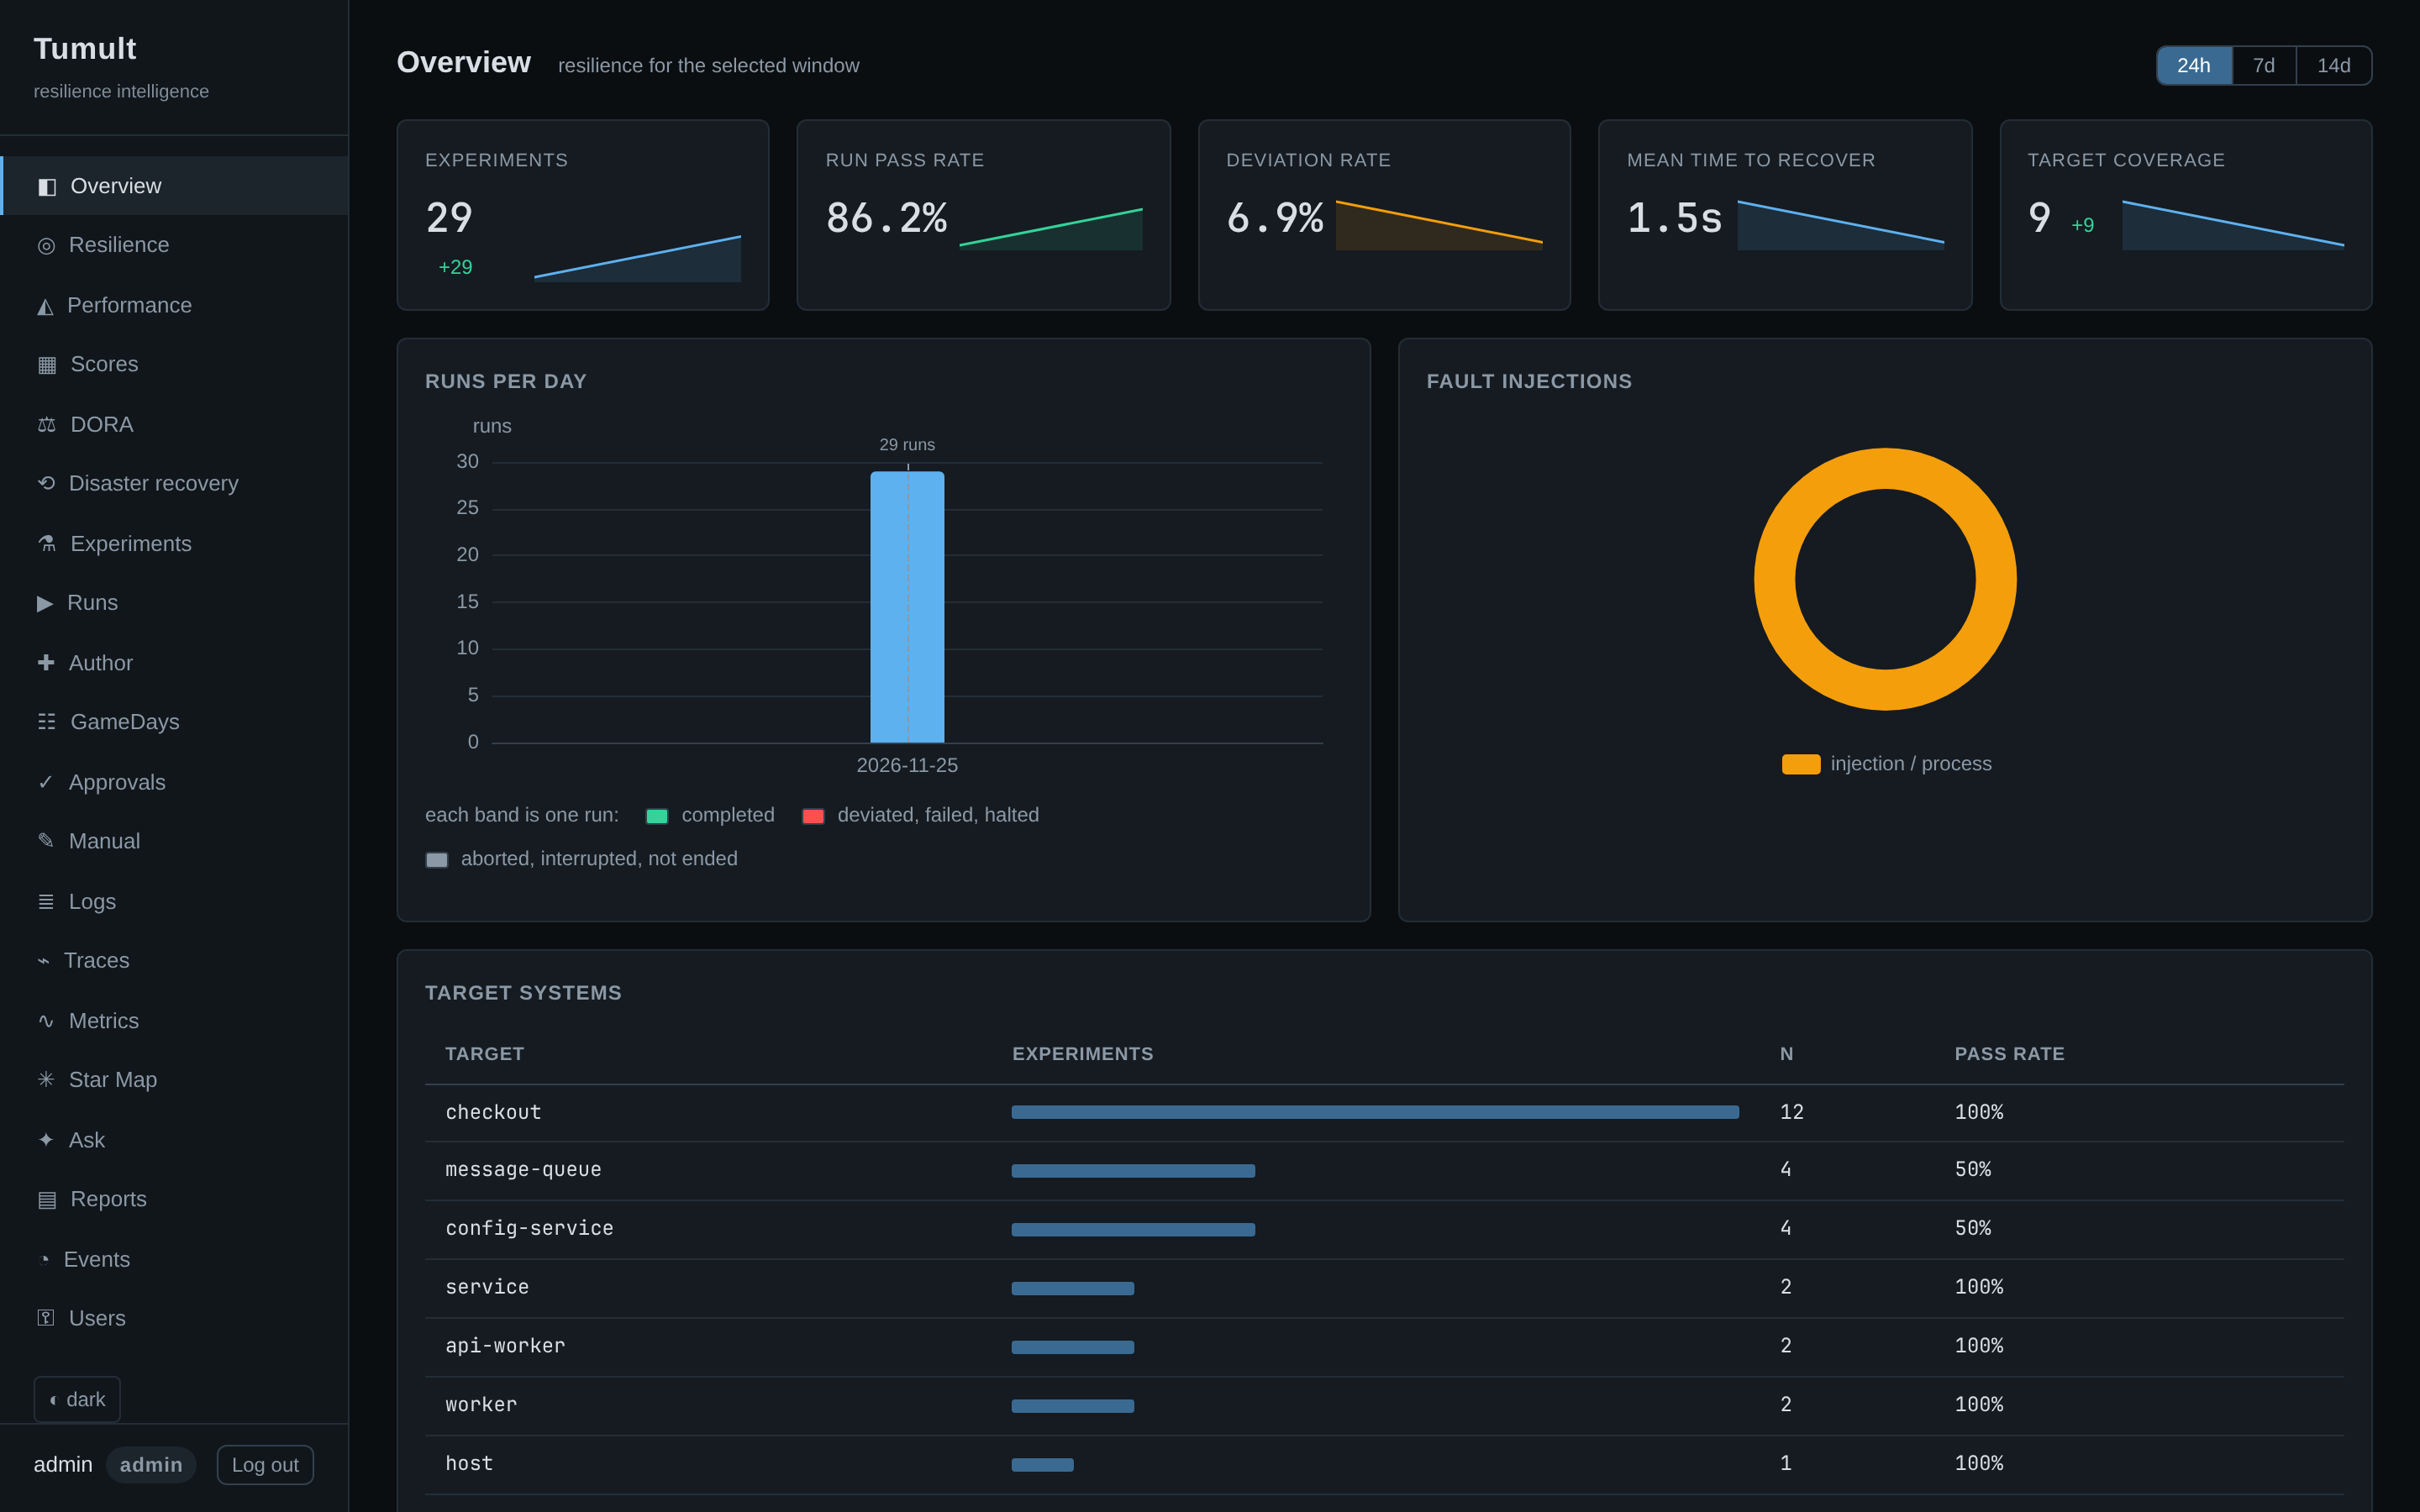 Tumult
resilience intelligence
Overview
Resilience
Performance
Scores
DORA
Disaster recovery
Experiments
Runs
Author
GameDays
Approvals
Manual
Logs
Traces
Metrics
Star Map
Ask
Reports
Events
Users
dark
admin admin Log out
Overview resilience for the selected window 24h 7d 14d
EXPERIMENTS
29
+29
RUN PASS RATE
86.2%
DEVIATION RATE
6.9%
MEAN TIME TO RECOVER
1.5s
TARGET COVERAGE
9 +9
RUNS PER DAY
runs
29 runs
30
25
20
15
10
5
0
2026-11-25
each band is one run: completed deviated, failed, halted
aborted, interrupted, not ended
FAULT INJECTIONS
injection / process
TARGET SYSTEMS
TARGET EXPERIMENTS N PASS RATE
checkout 12 100%
message-queue 4 50%
config-service 4 50%
service 2 100%
api-worker 2 100%
worker 2 100%
host 1 100%